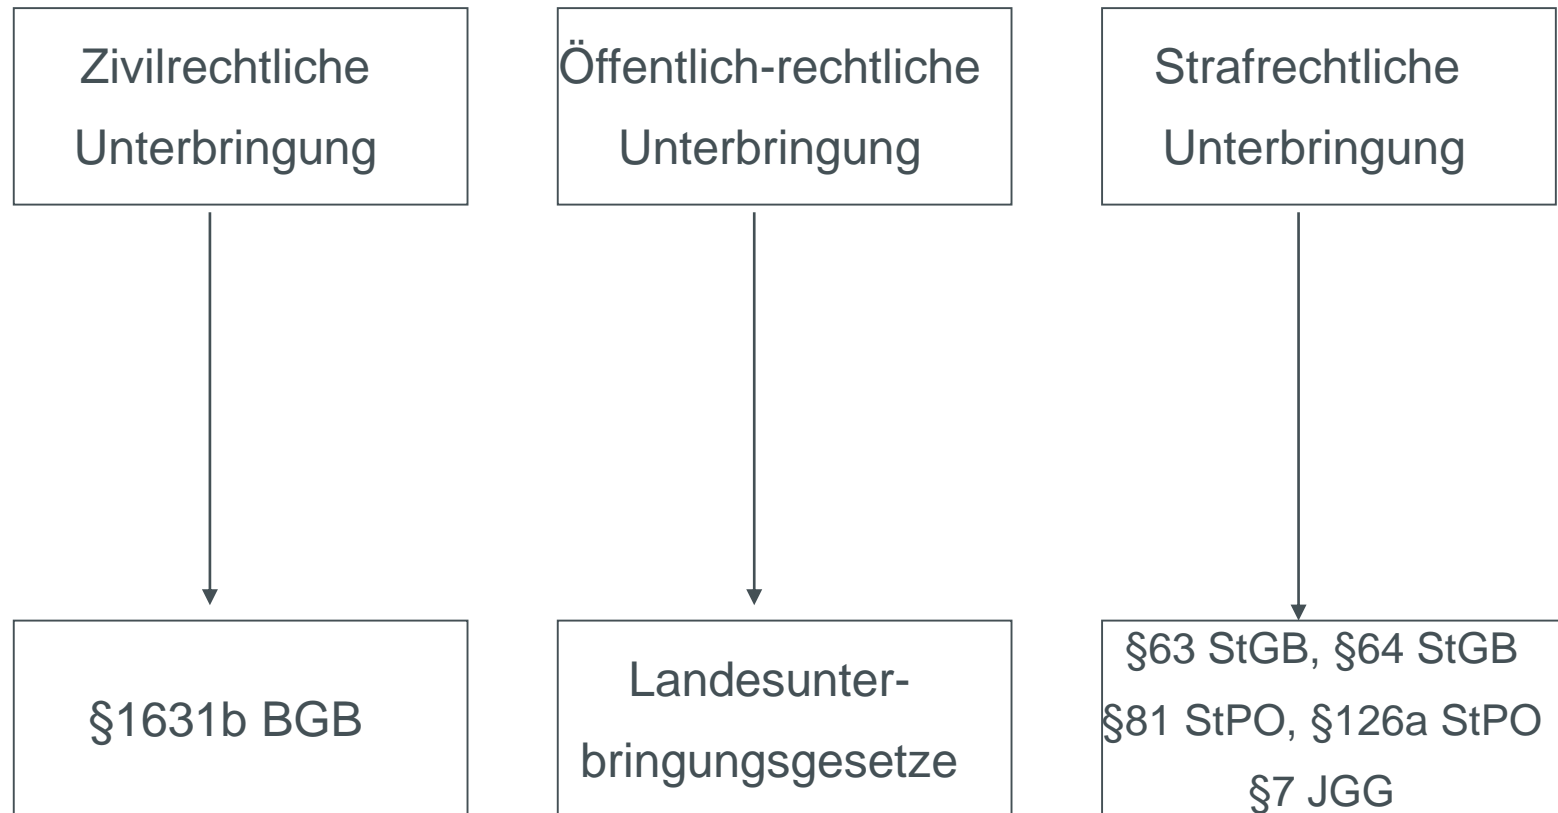 Zivilrechtliche
Unterbringung
Öffentlich-rechtliche
Unterbringung
Strafrechtliche
Unterbringung
§1631b BGB
Landesunter-
bringungsgesetze
§63 StGB, §64 StGB
§81 StPO, §126a StPO
§7 JGG